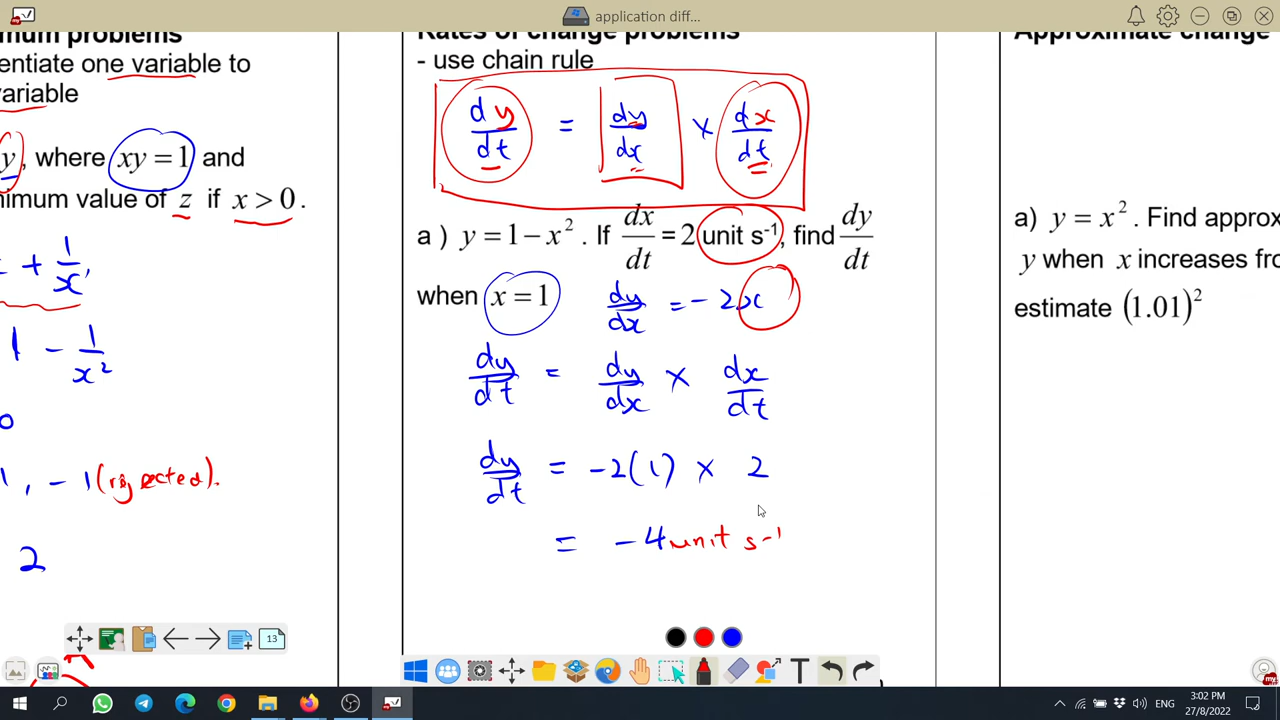 application diff...
mum problems
entiate one variable to
variable
y, where xy = 1 and
nimum value of z if x > 0 .
+ 1/x,
1 - 1/x²
0
1, -1 (rejected).
2
Rates of change problems
- use chain rule
dy/dt = dy/dx × dx/dt
a ) y = 1 − x² . If dx/dt = 2 unit s⁻¹, find dy/dt
when x = 1 dy/dx = - 2x
dy/dt = dy/dx × dx/dt
dy/dt = -2(1) × 2
= -4 unit s-1
Approximate change
a) y = x² . Find approx
y when x increases fro
estimate (1.01)²
13
T
ENG
3:02 PM
27/8/2022